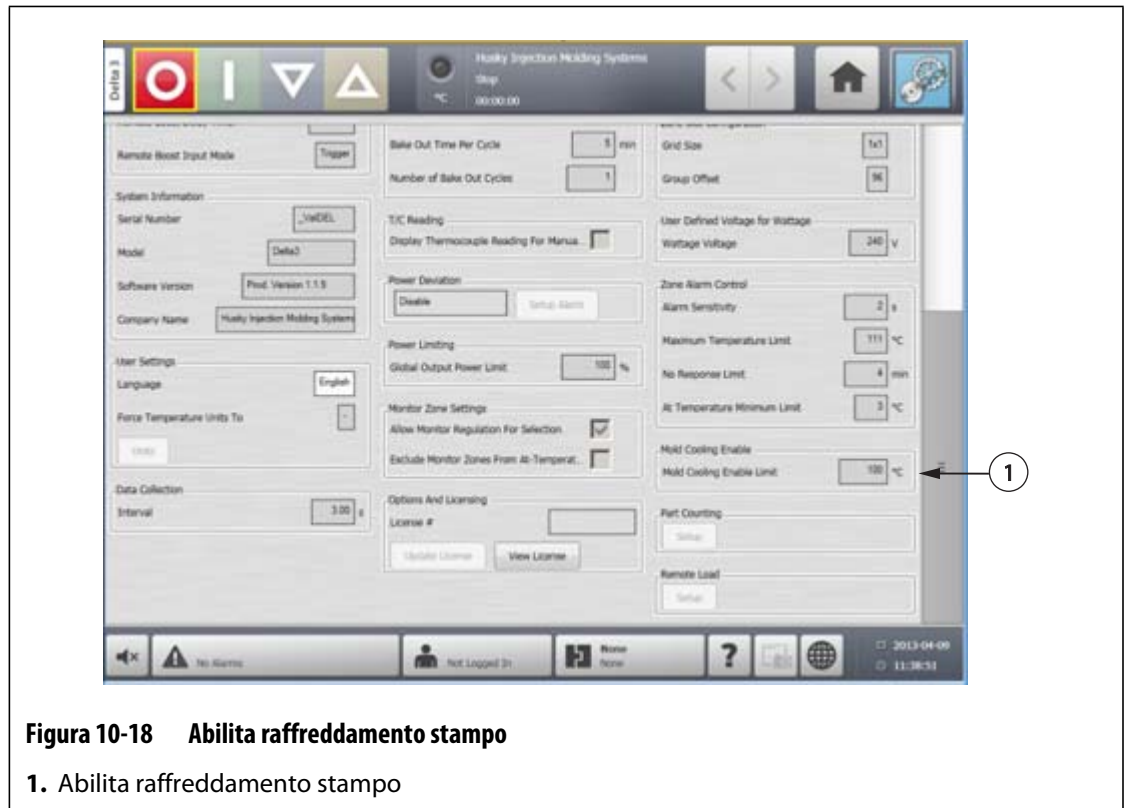 Delta 3
Husky Injection Molding Systems
Stop
°C 00:00:00
Remote Boost Input Mode Trigger
System Information
Serial Number _ValDEL
Model Delta3
Software Version Prod. Version 1.1.9
Company Name Husky Injection Molding Systems
User Settings
Language English
Force Temperature Units To -
Data Collection
Interval 3.00 s
Bake Out Time Per Cycle 5 min
Number of Bake Out Cycles 1
T/C Reading
Display Thermocouple Reading For Manua...
Power Deviation
Disable Setup Alarm
Power Limiting
Global Output Power Limit 100 %
Monitor Zone Settings
Allow Monitor Regulation For Selection
Exclude Monitor Zones From At-Temperat...
Options And Licensing
License #
Update License View License
Grid Size 1x1
Group Offset 96
User Defined Voltage for Wattage
Wattage Voltage 240 V
Zone Alarm Control
Alarm Sensitivity 2 s
Maximum Temperature Limit 111 °C
No Response Limit 4 min
At Temperature Minimum Limit 3 °C
Mold Cooling Enable
Mold Cooling Enable Limit 100 °C
1
Part Counting
Setup
Remote Load
Setup
No Alarms
Not Logged In
None
None
?
2013-04-09
11:38:51
Figura 10-18 Abilita raffreddamento stampo
1. Abilita raffreddamento stampo